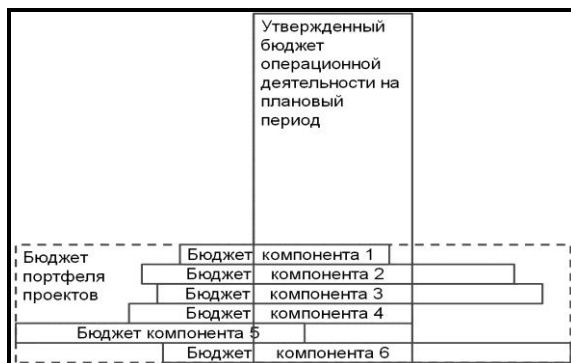 Утвержденный
бюджет
операционной
деятельности на
плановый
период
Бюджет
портфеля
проектов
Бюджет компонента 1
Бюджет компонента 2
Бюджет компонента 3
Бюджет компонента 4
Бюджет компонента 5
Бюджет компонента 6